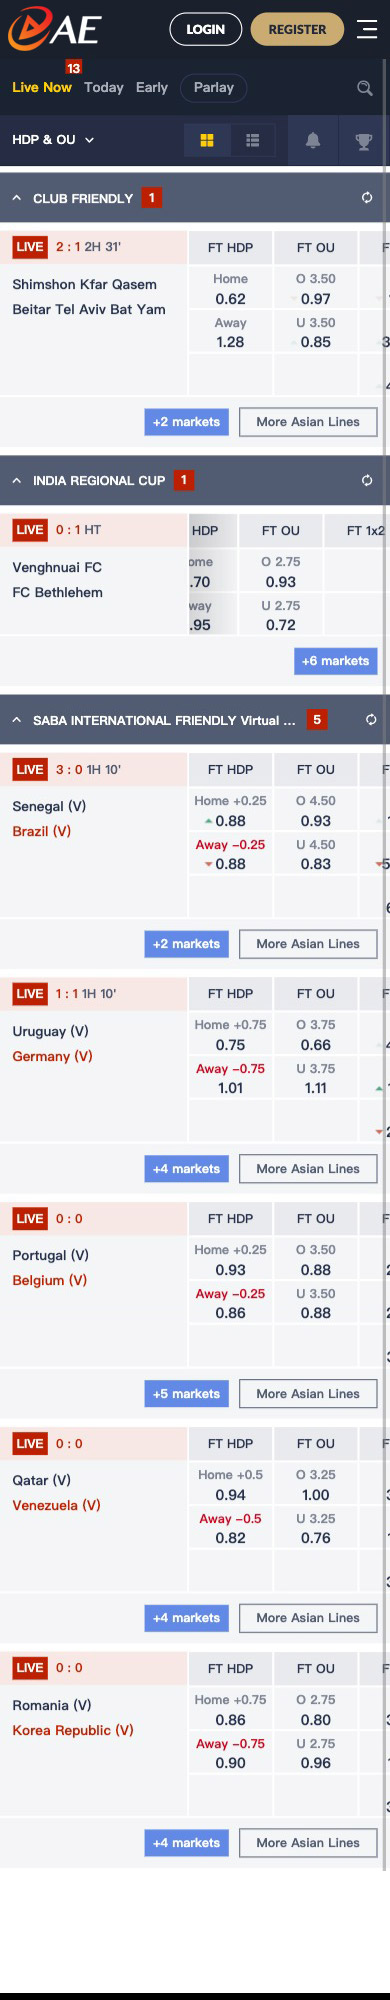 AE
LOGIN
REGISTER
13
Live Now Today Early Parlay
HDP & OU
CLUB FRIENDLY 1
LIVE 2 : 1 2H 31' FT HDP FT OU
Shimshon Kfar Qasem Home O 3.50
0.62 0.97
Beitar Tel Aviv Bat Yam Away U 3.50
1.28 0.85
+2 markets More Asian Lines
INDIA REGIONAL CUP 1
LIVE 0 : 1 HT HDP FT OU FT 1x2
Venghnuai FC ome O 2.75
.70 0.93
FC Bethlehem way U 2.75
.95 0.72
+6 markets
SABA INTERNATIONAL FRIENDLY Virtual ... 5
LIVE 3 : 0 1H 10' FT HDP FT OU
Senegal (V) Home +0.25 O 4.50
0.88 0.93
Brazil (V) Away -0.25 U 4.50
0.88 0.83
+2 markets More Asian Lines
LIVE 1 : 1 1H 10' FT HDP FT OU
Uruguay (V) Home +0.75 O 3.75
0.75 0.66
Germany (V) Away -0.75 U 3.75
1.01 1.11
+4 markets More Asian Lines
LIVE 0 : 0 FT HDP FT OU
Portugal (V) Home +0.25 O 3.50
0.93 0.88
Belgium (V) Away -0.25 U 3.50
0.86 0.88
+5 markets More Asian Lines
LIVE 0 : 0 FT HDP FT OU
Qatar (V) Home +0.5 O 3.25
0.94 1.00
Venezuela (V) Away -0.5 U 3.25
0.82 0.76
+4 markets More Asian Lines
LIVE 0 : 0 FT HDP FT OU
Romania (V) Home +0.75 O 2.75
0.86 0.80
Korea Republic (V) Away -0.75 U 2.75
0.90 0.96
+4 markets More Asian Lines